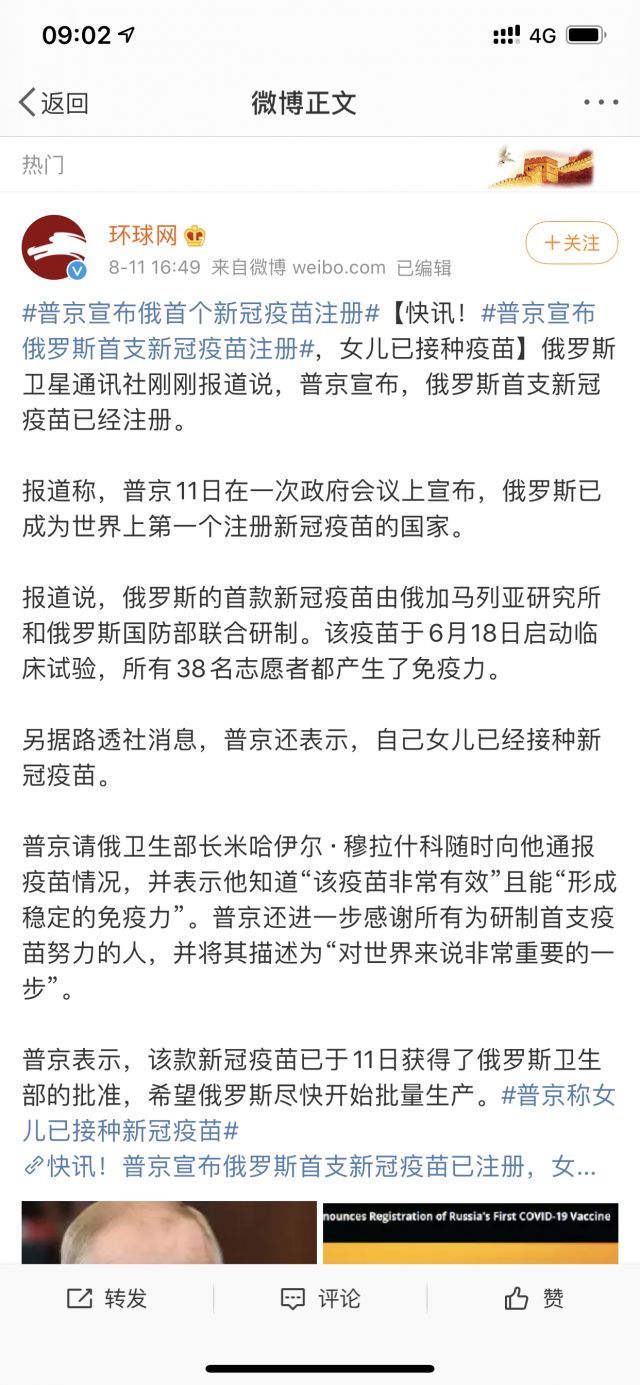 09:02
4G
返回
微博正文
热门
环球网
8-11 16:49 来自微博 weibo.com 已编辑
＋关注
#普京宣布俄首个新冠疫苗注册#【快讯！#普京宣布
俄罗斯首支新冠疫苗注册#，女儿已接种疫苗】俄罗斯
卫星通讯社刚刚报道说，普京宣布，俄罗斯首支新冠
疫苗已经注册。
报道称，普京11日在一次政府会议上宣布，俄罗斯已
成为世界上第一个注册新冠疫苗的国家。
报道说，俄罗斯的首款新冠疫苗由俄加马列亚研究所
和俄罗斯国防部联合研制。该疫苗于6月18日启动临
床试验，所有38名志愿者都产生了免疫力。
另据路透社消息，普京还表示，自己女儿已经接种新
冠疫苗。
普京请俄卫生部长米哈伊尔·穆拉什科随时向他通报
疫苗情况，并表示他知道“该疫苗非常有效”且能“形成
稳定的免疫力”。普京还进一步感谢所有为研制首支疫
苗努力的人，并将其描述为“对世界来说非常重要的一
步”。
普京表示，该款新冠疫苗已于11日获得了俄罗斯卫生
部的批准，希望俄罗斯尽快开始批量生产。#普京称女
儿已接种新冠疫苗#
快讯！普京宣布俄罗斯首支新冠疫苗已注册，女...
nounces Registration of Russia's First COVID-19 Vaccine
转发
评论
赞